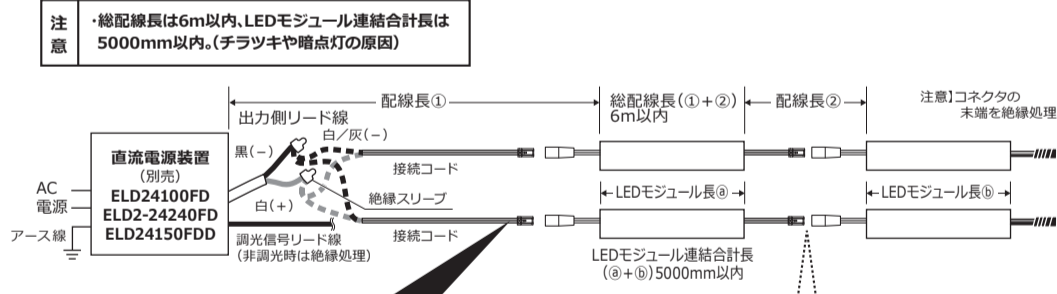 注意
・総配線長は6m以内、LEDモジュール連結合計長は
5000mm以内。(チラツキや暗点灯の原因)
配線長①
総配線長(①+②)
6m以内
配線長②
注意】コネクタの
末端を絶縁処理
出力側リード線
白/灰(-)
黒(-)
接続コード
直流電源装置
(別売)
ELD24100FD
ELD2-24240FD
ELD24150FDD
AC
電源
アース線
白(+)
絶縁スリーブ
LEDモジュール長ⓐ
LEDモジュール長ⓑ
調光信号リード線
(非調光時は絶縁処理)
接続コード
LEDモジュール連結合計長
(ⓐ+ⓑ)5000mm以内